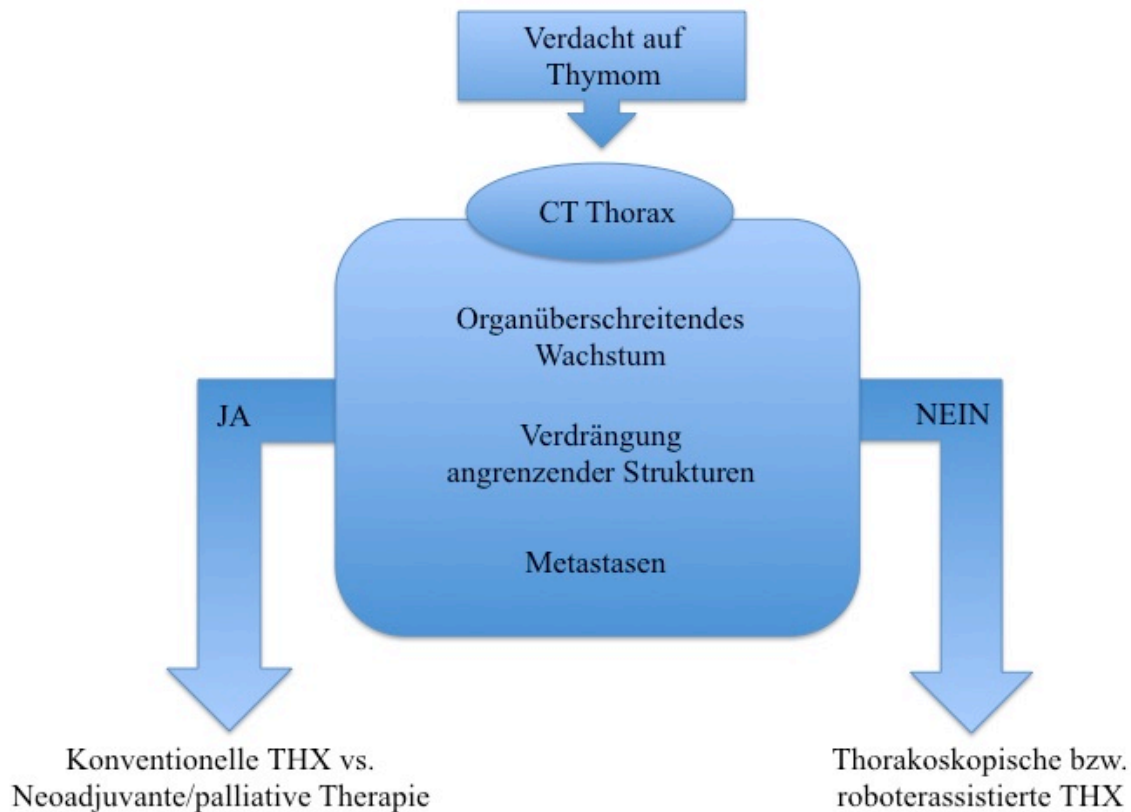 Verdacht auf
Thymom
CT Thorax
Organüberschreitendes
Wachstum
JA
NEIN
Verdrängung
angrenzender Strukturen
Metastasen
Konventionelle THX vs.
Neoadjuvante/palliative Therapie
Thorakoskopische bzw.
roboterassistierte THX